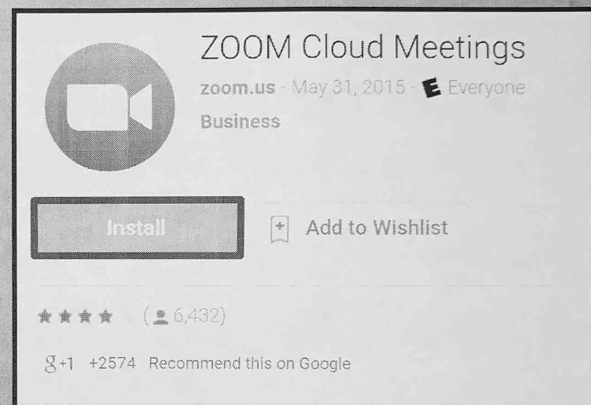 ZOOM Cloud Meetings
zoom.us · May 31, 2015 · E Everyone
Business
Install
Add to Wishlist
(6,432)
g+1 +2574 Recommend this on Google